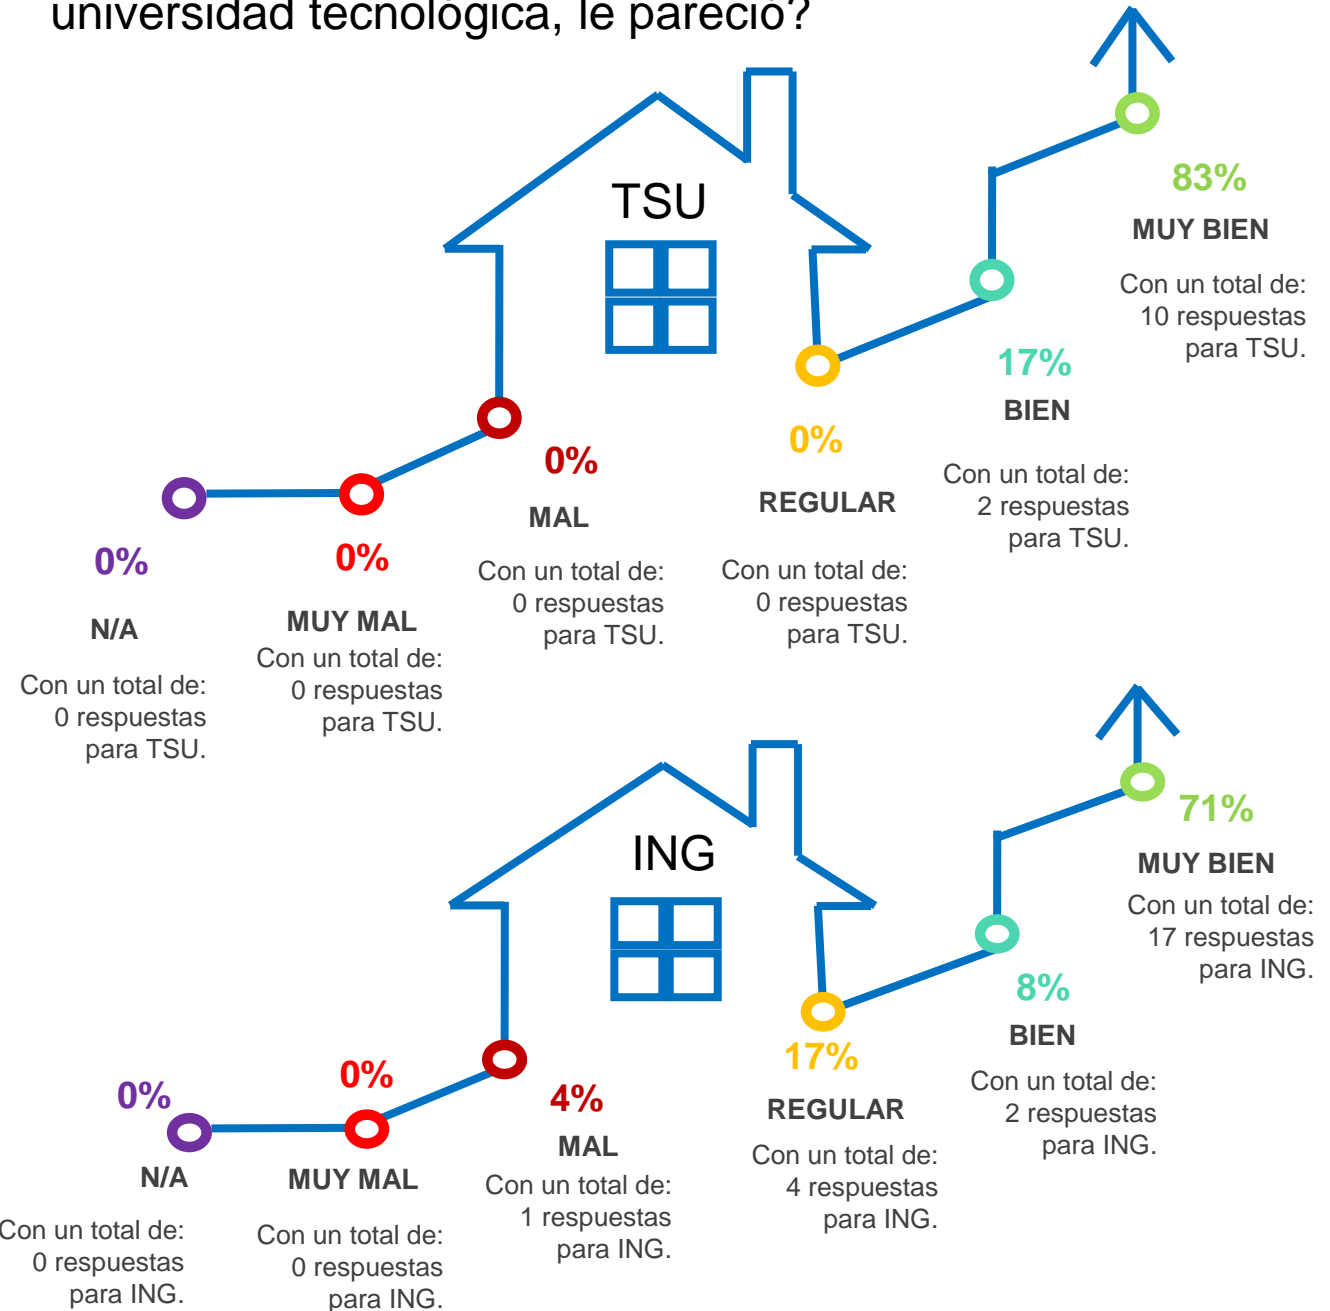 universidad tecnológica, le pareció?
TSU
83%
MUY BIEN
Con un total de:
10 respuestas
para TSU.
17%
BIEN
Con un total de:
2 respuestas
para TSU.
0%
REGULAR
Con un total de:
0 respuestas
para TSU.
0%
MAL
Con un total de:
0 respuestas
para TSU.
0%
MUY MAL
Con un total de:
0 respuestas
para TSU.
0%
N/A
Con un total de:
0 respuestas
para TSU.
ING
71%
MUY BIEN
Con un total de:
17 respuestas
para ING.
8%
BIEN
Con un total de:
2 respuestas
para ING.
17%
REGULAR
Con un total de:
4 respuestas
para ING.
4%
MAL
Con un total de:
1 respuestas
para ING.
0%
MUY MAL
Con un total de:
0 respuestas
para ING.
0%
N/A
Con un total de:
0 respuestas
para ING.